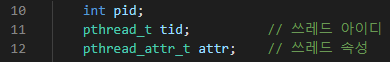 10 int pid;
11 pthread_t tid; // 쓰레드 아이디
12 pthread_attr_t attr; // 쓰레드 속성